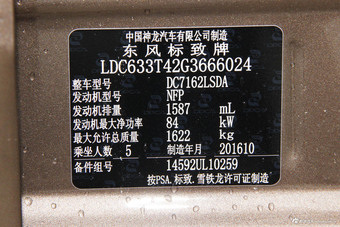 中国神龙汽车有限公司制造
东风标致牌
LDC633T42G3666024
整车型号 DC7162LSDA
发动机型号 NFP
发动机排量 1587 mL
发动机最大净功率 84 kW
最大允许总质量 1622 kg
乘坐人数 5 制造年月 201610
备件组号 14592UL10259
按PSA.标致.雪铁龙许可证制造